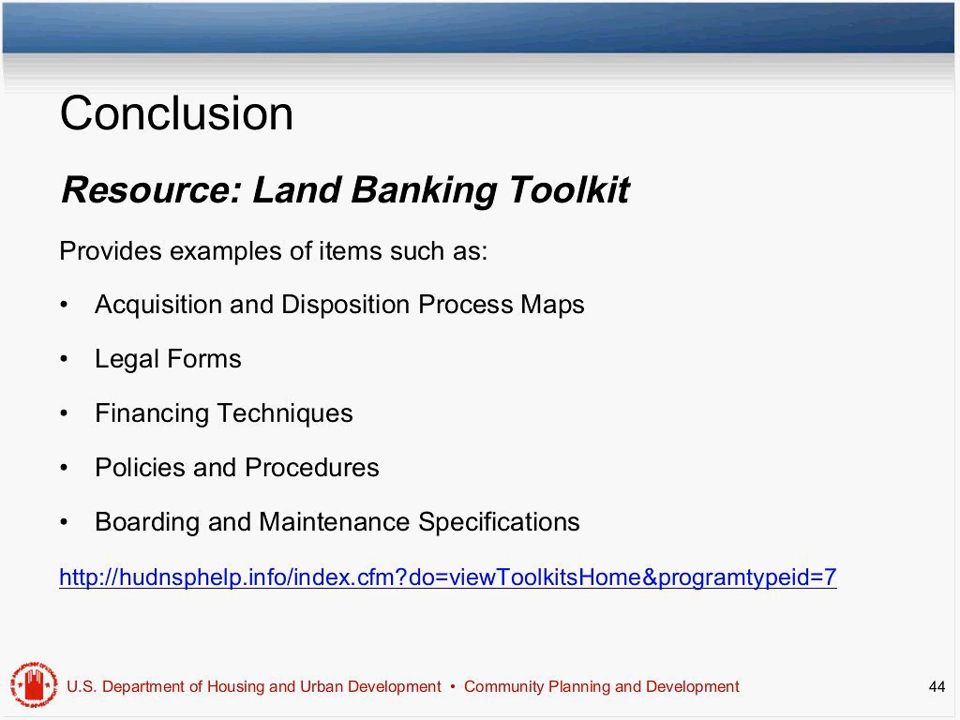 Conclusion
Resource: Land Banking Toolkit
Provides examples of items such as:
• Acquisition and Disposition Process Maps
• Legal Forms
• Financing Techniques
• Policies and Procedures
• Boarding and Maintenance Specifications
http://hudnsphelp.info/index.cfm?do=viewToolkitsHome&programtypeid=7
U.S. Department of Housing and Urban Development • Community Planning and Development 44